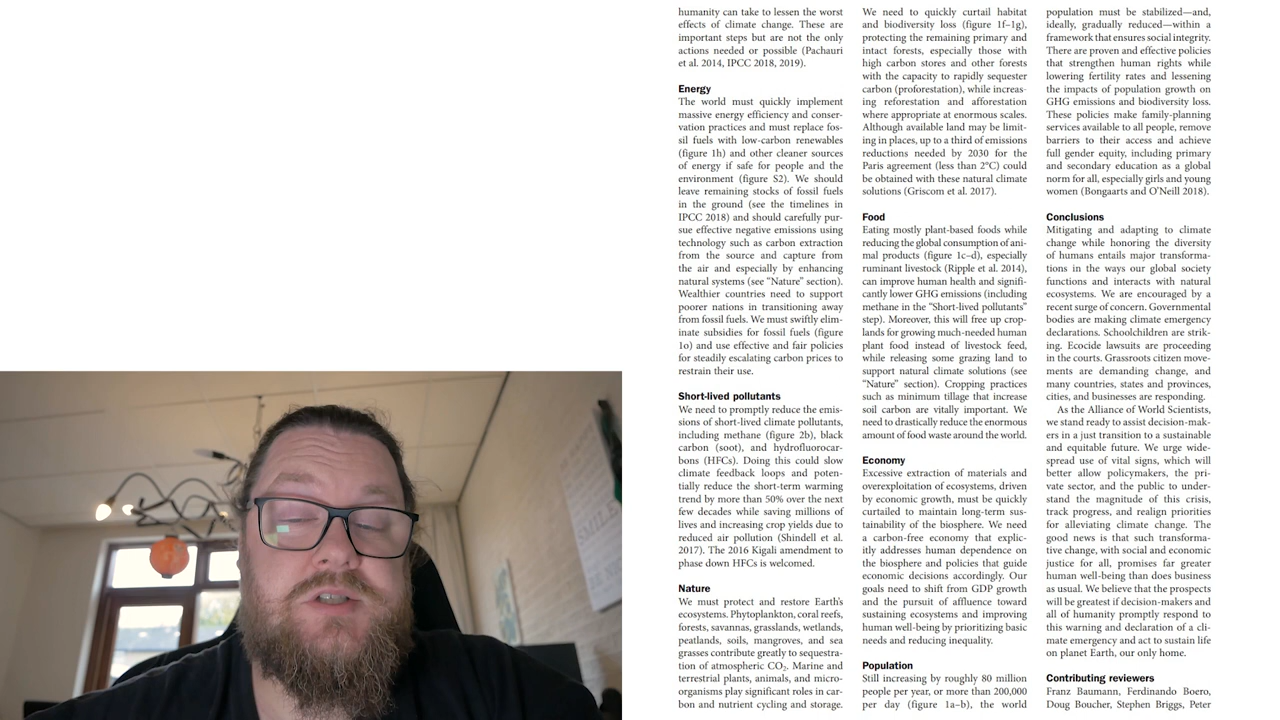 humanity can take to lessen the worst
effects of climate change. These are
important steps but are not the only
actions needed or possible (Pachauri
et al. 2014, IPCC 2018, 2019).
Energy
The world must quickly implement
massive energy efficiency and conser-
vation practices and must replace fos-
sil fuels with low-carbon renewables
(figure 1h) and other cleaner sources
of energy if safe for people and the
environment (figure S2). We should
leave remaining stocks of fossil fuels
in the ground (see the timelines in
IPCC 2018) and should carefully pur-
sue effective negative emissions using
technology such as carbon extraction
from the source and capture from
the air and especially by enhancing
natural systems (see “Nature” section).
Wealthier countries need to support
poorer nations in transitioning away
from fossil fuels. We must swiftly elim-
inate subsidies for fossil fuels (figure
1o) and use effective and fair policies
for steadily escalating carbon prices to
restrain their use.
Short-lived pollutants
We need to promptly reduce the emis-
sions of short-lived climate pollutants,
including methane (figure 2b), black
carbon (soot), and hydrofluorocar-
bons (HFCs). Doing this could slow
climate feedback loops and poten-
tially reduce the short-term warming
trend by more than 50% over the next
few decades while saving millions of
lives and increasing crop yields due to
reduced air pollution (Shindell et al.
2017). The 2016 Kigali amendment to
phase down HFCs is welcomed.
Nature
We must protect and restore Earth’s
ecosystems. Phytoplankton, coral reefs,
forests, savannas, grasslands, wetlands,
peatlands, soils, mangroves, and sea
grasses contribute greatly to sequestra-
tion of atmospheric CO₂. Marine and
terrestrial plants, animals, and micro-
organisms play significant roles in car-
bon and nutrient cycling and storage.
We need to quickly curtail habitat
and biodiversity loss (figure 1f–1g),
protecting the remaining primary and
intact forests, especially those with
high carbon stores and other forests
with the capacity to rapidly sequester
carbon (proforestation), while increas-
ing reforestation and afforestation
where appropriate at enormous scales.
Although available land may be limit-
ing in places, up to a third of emissions
reductions needed by 2030 for the
Paris agreement (less than 2°C) could
be obtained with these natural climate
solutions (Griscom et al. 2017).
Food
Eating mostly plant-based foods while
reducing the global consumption of ani-
mal products (figure 1c–d), especially
ruminant livestock (Ripple et al. 2014),
can improve human health and signifi-
cantly lower GHG emissions (including
methane in the “Short-lived pollutants”
step). Moreover, this will free up crop-
lands for growing much-needed human
plant food instead of livestock feed,
while releasing some grazing land to
support natural climate solutions (see
“Nature” section). Cropping practices
such as minimum tillage that increase
soil carbon are vitally important. We
need to drastically reduce the enormous
amount of food waste around the world.
Economy
Excessive extraction of materials and
overexploitation of ecosystems, driven
by economic growth, must be quickly
curtailed to maintain long-term sus-
tainability of the biosphere. We need
a carbon-free economy that explic-
itly addresses human dependence on
the biosphere and policies that guide
economic decisions accordingly. Our
goals need to shift from GDP growth
and the pursuit of affluence toward
sustaining ecosystems and improving
human well-being by prioritizing basic
needs and reducing inequality.
Population
Still increasing by roughly 80 million
people per year, or more than 200,000
per day (figure 1a–b), the world
population must be stabilized—and,
ideally, gradually reduced—within a
framework that ensures social integrity.
There are proven and effective policies
that strengthen human rights while
lowering fertility rates and lessening
the impacts of population growth on
GHG emissions and biodiversity loss.
These policies make family-planning
services available to all people, remove
barriers to their access and achieve
full gender equity, including primary
and secondary education as a global
norm for all, especially girls and young
women (Bongaarts and O’Neill 2018).
Conclusions
Mitigating and adapting to climate
change while honoring the diversity
of humans entails major transforma-
tions in the ways our global society
functions and interacts with natural
ecosystems. We are encouraged by a
recent surge of concern. Governmental
bodies are making climate emergency
declarations. Schoolchildren are strik-
ing. Ecocide lawsuits are proceeding
in the courts. Grassroots citizen move-
ments are demanding change, and
many countries, states and provinces,
cities, and businesses are responding.
As the Alliance of World Scientists,
we stand ready to assist decision-mak-
ers in a just transition to a sustainable
and equitable future. We urge wide-
spread use of vital signs, which will
better allow policymakers, the pri-
vate sector, and the public to under-
stand the magnitude of this crisis,
track progress, and realign priorities
for alleviating climate change. The
good news is that such transforma-
tive change, with social and economic
justice for all, promises far greater
human well-being than does business
as usual. We believe that the prospects
will be greatest if decision-makers and
all of humanity promptly respond to
this warning and declaration of a cli-
mate emergency and act to sustain life
on planet Earth, our only home.
Contributing reviewers
Franz Baumann, Ferdinando Boero,
Doug Boucher, Stephen Briggs, Peter